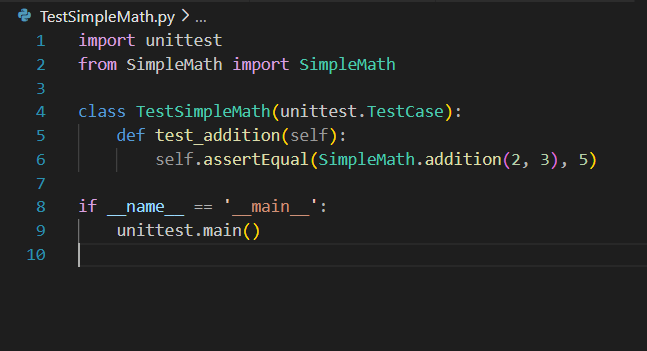 TestSimpleMath.py > ...
1 import unittest
2 from SimpleMath import SimpleMath
3
4 class TestSimpleMath(unittest.TestCase):
5     def test_addition(self):
6         self.assertEqual(SimpleMath.addition(2, 3), 5)
7
8 if __name__ == '__main__':
9     unittest.main()
10